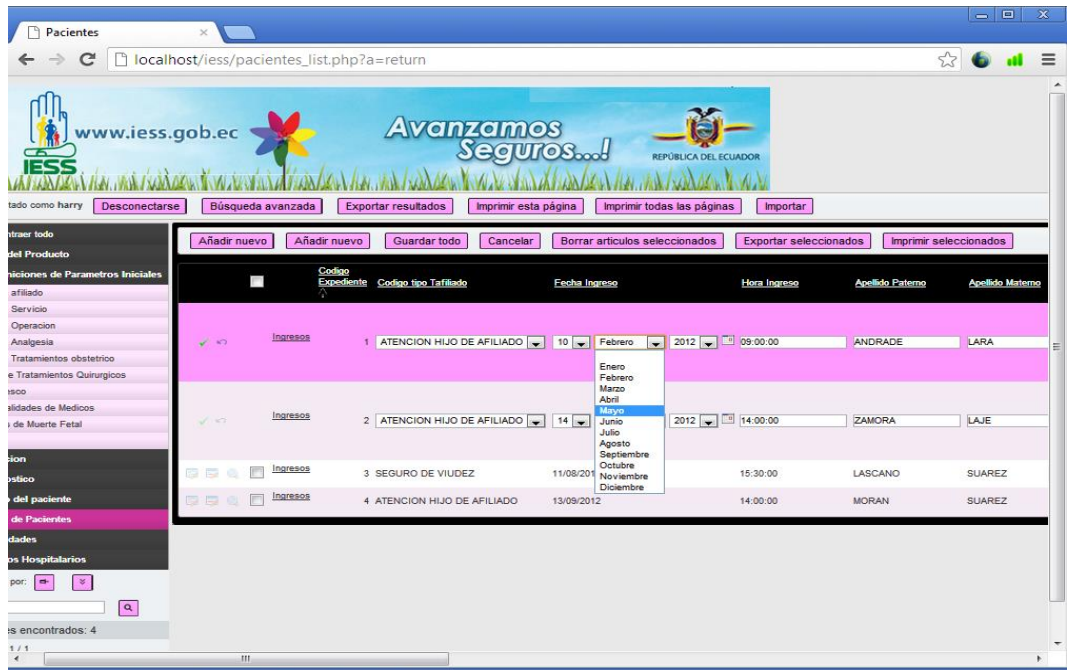 Pacientes
localhost/iess/pacientes_list.php?a=return
www.iess.gob.ec
IESS
Avanzamos
Seguros...!
REPÚBLICA DEL ECUADOR
tado como harry Desconectarse Búsqueda avanzada Exportar resultados Imprimir esta página Imprimir todas las páginas Importar
ntraer todo
del Producto
niciones de Parametros Iniciales
afiliado
Servicio
Operacion
Analgesia
Tratamientos obstetrico
e Tratamientos Quirurgicos
esco
alidades de Medicos
de Muerte Fetal
cion
ostico
del paciente
de Pacientes
dades
os Hospitalarios
por:
es encontrados: 4
1 / 1
Añadir nuevo Añadir nuevo Guardar todo Cancelar Borrar articulos seleccionados Exportar seleccionados Imprimir seleccionados
Codigo Expediente Codigo tipo Tafiliado Fecha Ingreso Hora Ingreso Apellido Paterno Apellido Materno
Ingresos 1 ATENCION HIJO DE AFILIADO 10 Febrero 2012 09:00:00 ANDRADE LARA
Enero
Febrero
Marzo
Abril
Mayo
Junio
Julio
Agosto
Septiembre
Octubre
Noviembre
Diciembre
Ingresos 2 ATENCION HIJO DE AFILIADO 14 2012 14:00:00 ZAMORA LAJE
Ingresos 3 SEGURO DE VIUDEZ 11/08/201 15:30:00 LASCANO SUAREZ
Ingresos 4 ATENCION HIJO DE AFILIADO 13/09/2012 14:00:00 MORAN SUAREZ